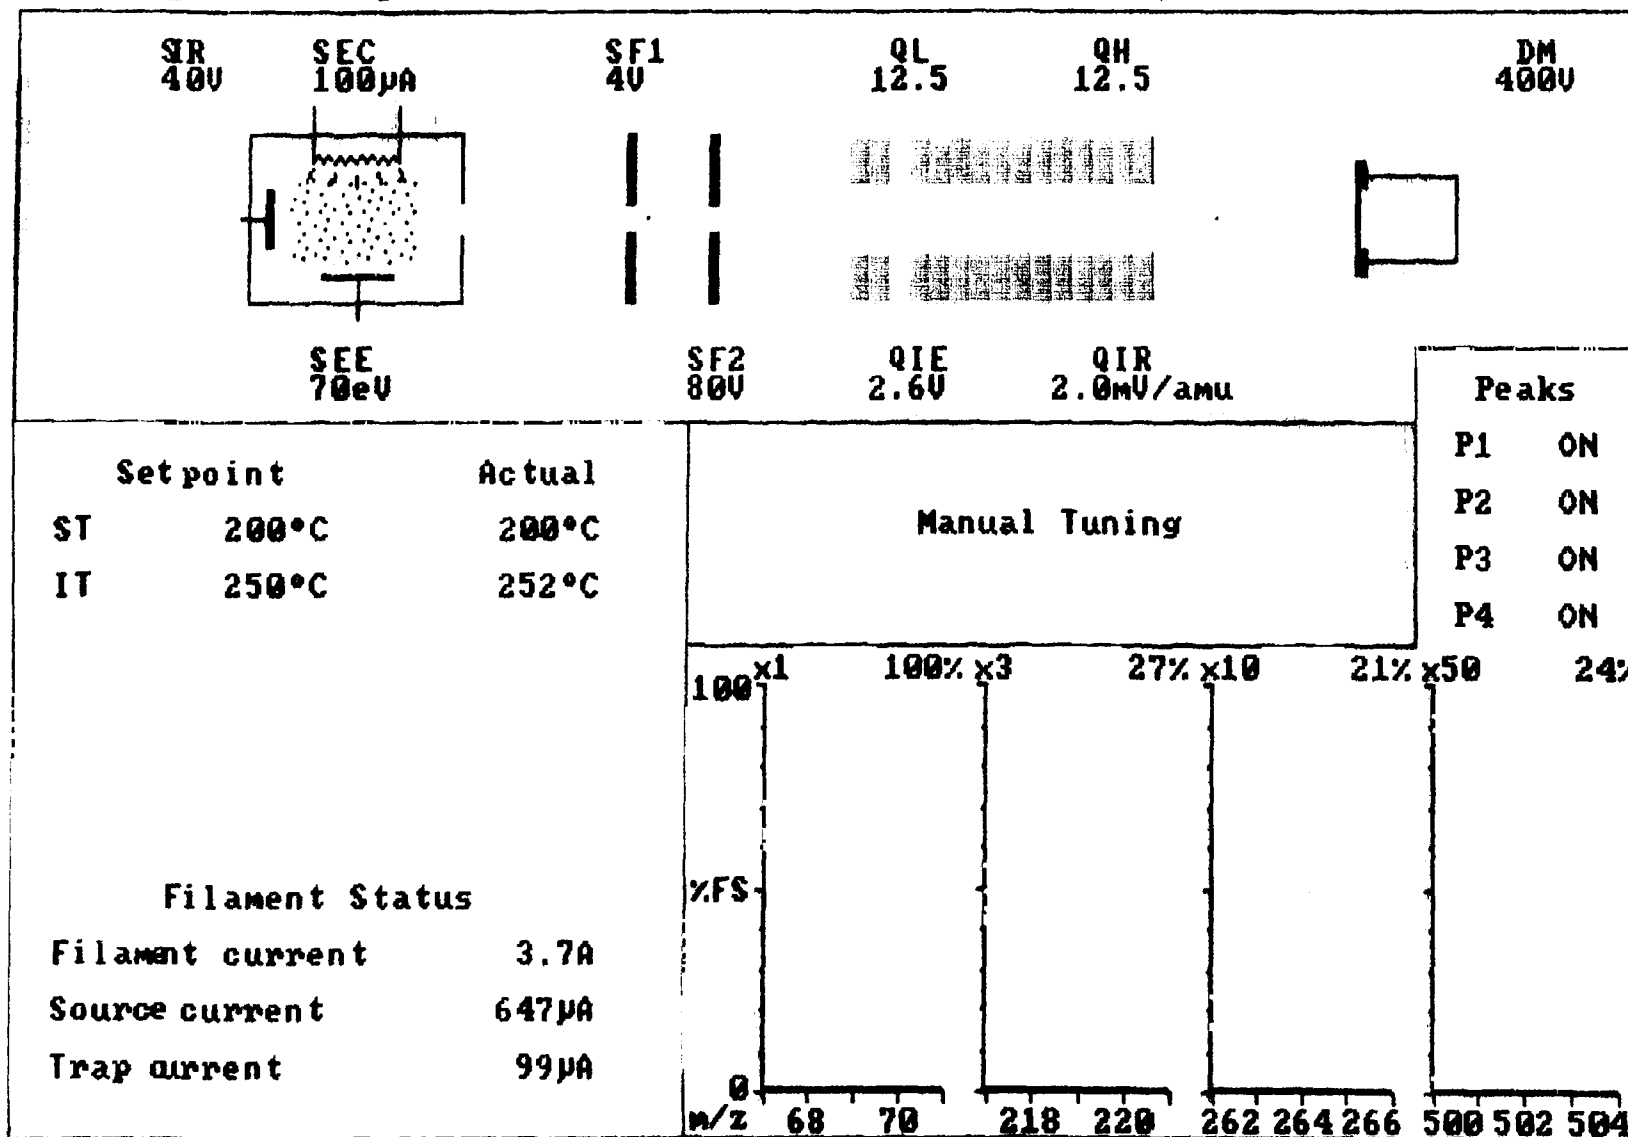 SIR SEC SF1 QL QH DM
40V 100µA 4V 12.5 12.5 400V
SEE SF2 QIE QIR
70eV 80V 2.6V 2.0mV/amu
Peaks
P1 ON
P2 ON
P3 ON
P4 ON
Setpoint Actual
ST 200°C 200°C
IT 250°C 252°C
Manual Tuning
Filament Status
Filament current 3.7A
Source current 647µA
Trap current 99µA
x1 100% x3 27% x10 21% x50 24%
100
%FS
0
m/z 68 70 218 220 262 264 266 500 502 504